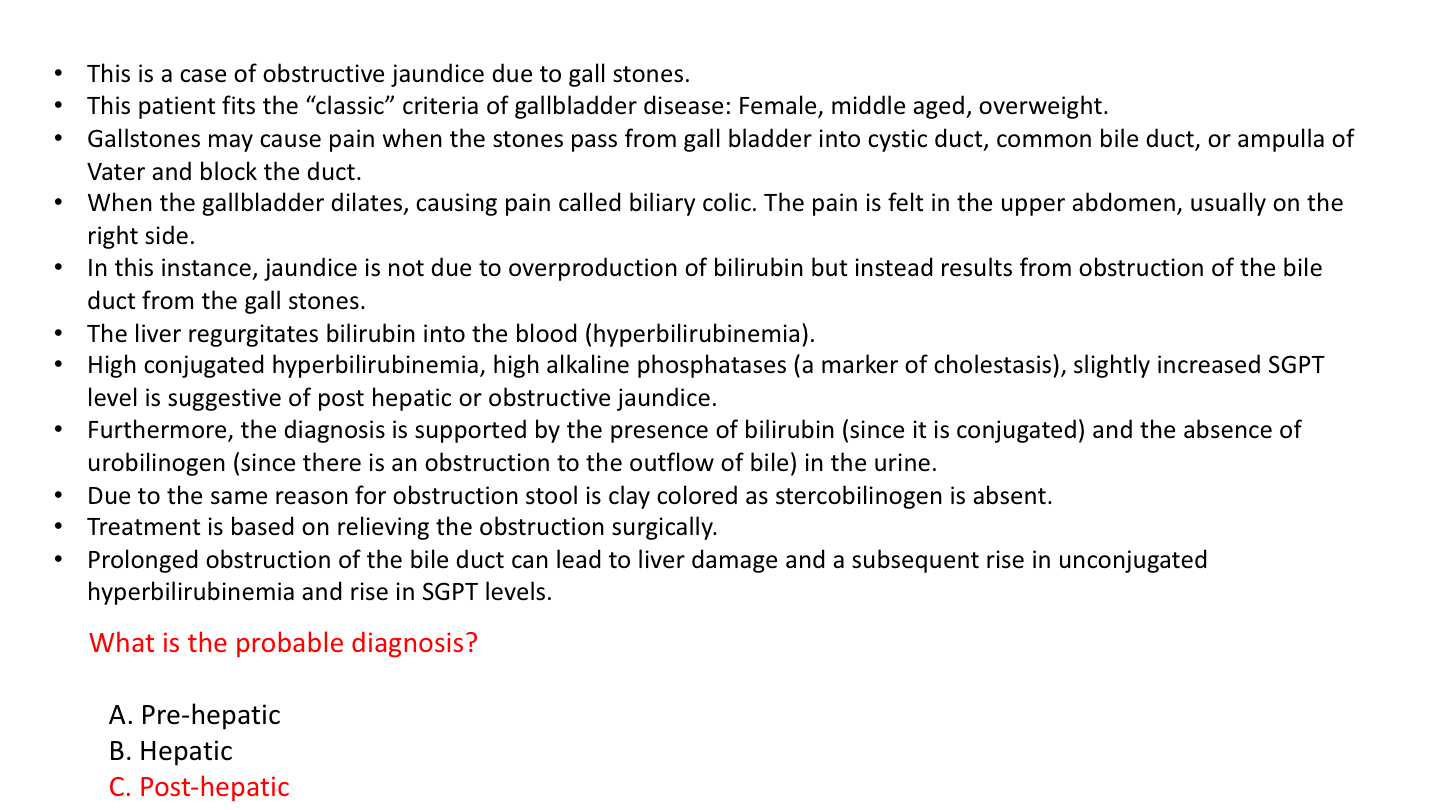 • This is a case of obstructive jaundice due to gall stones.
• This patient fits the “classic” criteria of gallbladder disease: Female, middle aged, overweight.
• Gallstones may cause pain when the stones pass from gall bladder into cystic duct, common bile duct, or ampulla of
Vater and block the duct.
• When the gallbladder dilates, causing pain called biliary colic. The pain is felt in the upper abdomen, usually on the
right side.
• In this instance, jaundice is not due to overproduction of bilirubin but instead results from obstruction of the bile
duct from the gall stones.
• The liver regurgitates bilirubin into the blood (hyperbilirubinemia).
• High conjugated hyperbilirubinemia, high alkaline phosphatases (a marker of cholestasis), slightly increased SGPT
level is suggestive of post hepatic or obstructive jaundice.
• Furthermore, the diagnosis is supported by the presence of bilirubin (since it is conjugated) and the absence of
urobilinogen (since there is an obstruction to the outflow of bile) in the urine.
• Due to the same reason for obstruction stool is clay colored as stercobilinogen is absent.
• Treatment is based on relieving the obstruction surgically.
• Prolonged obstruction of the bile duct can lead to liver damage and a subsequent rise in unconjugated
hyperbilirubinemia and rise in SGPT levels.
What is the probable diagnosis?
A. Pre-hepatic
B. Hepatic
C. Post-hepatic